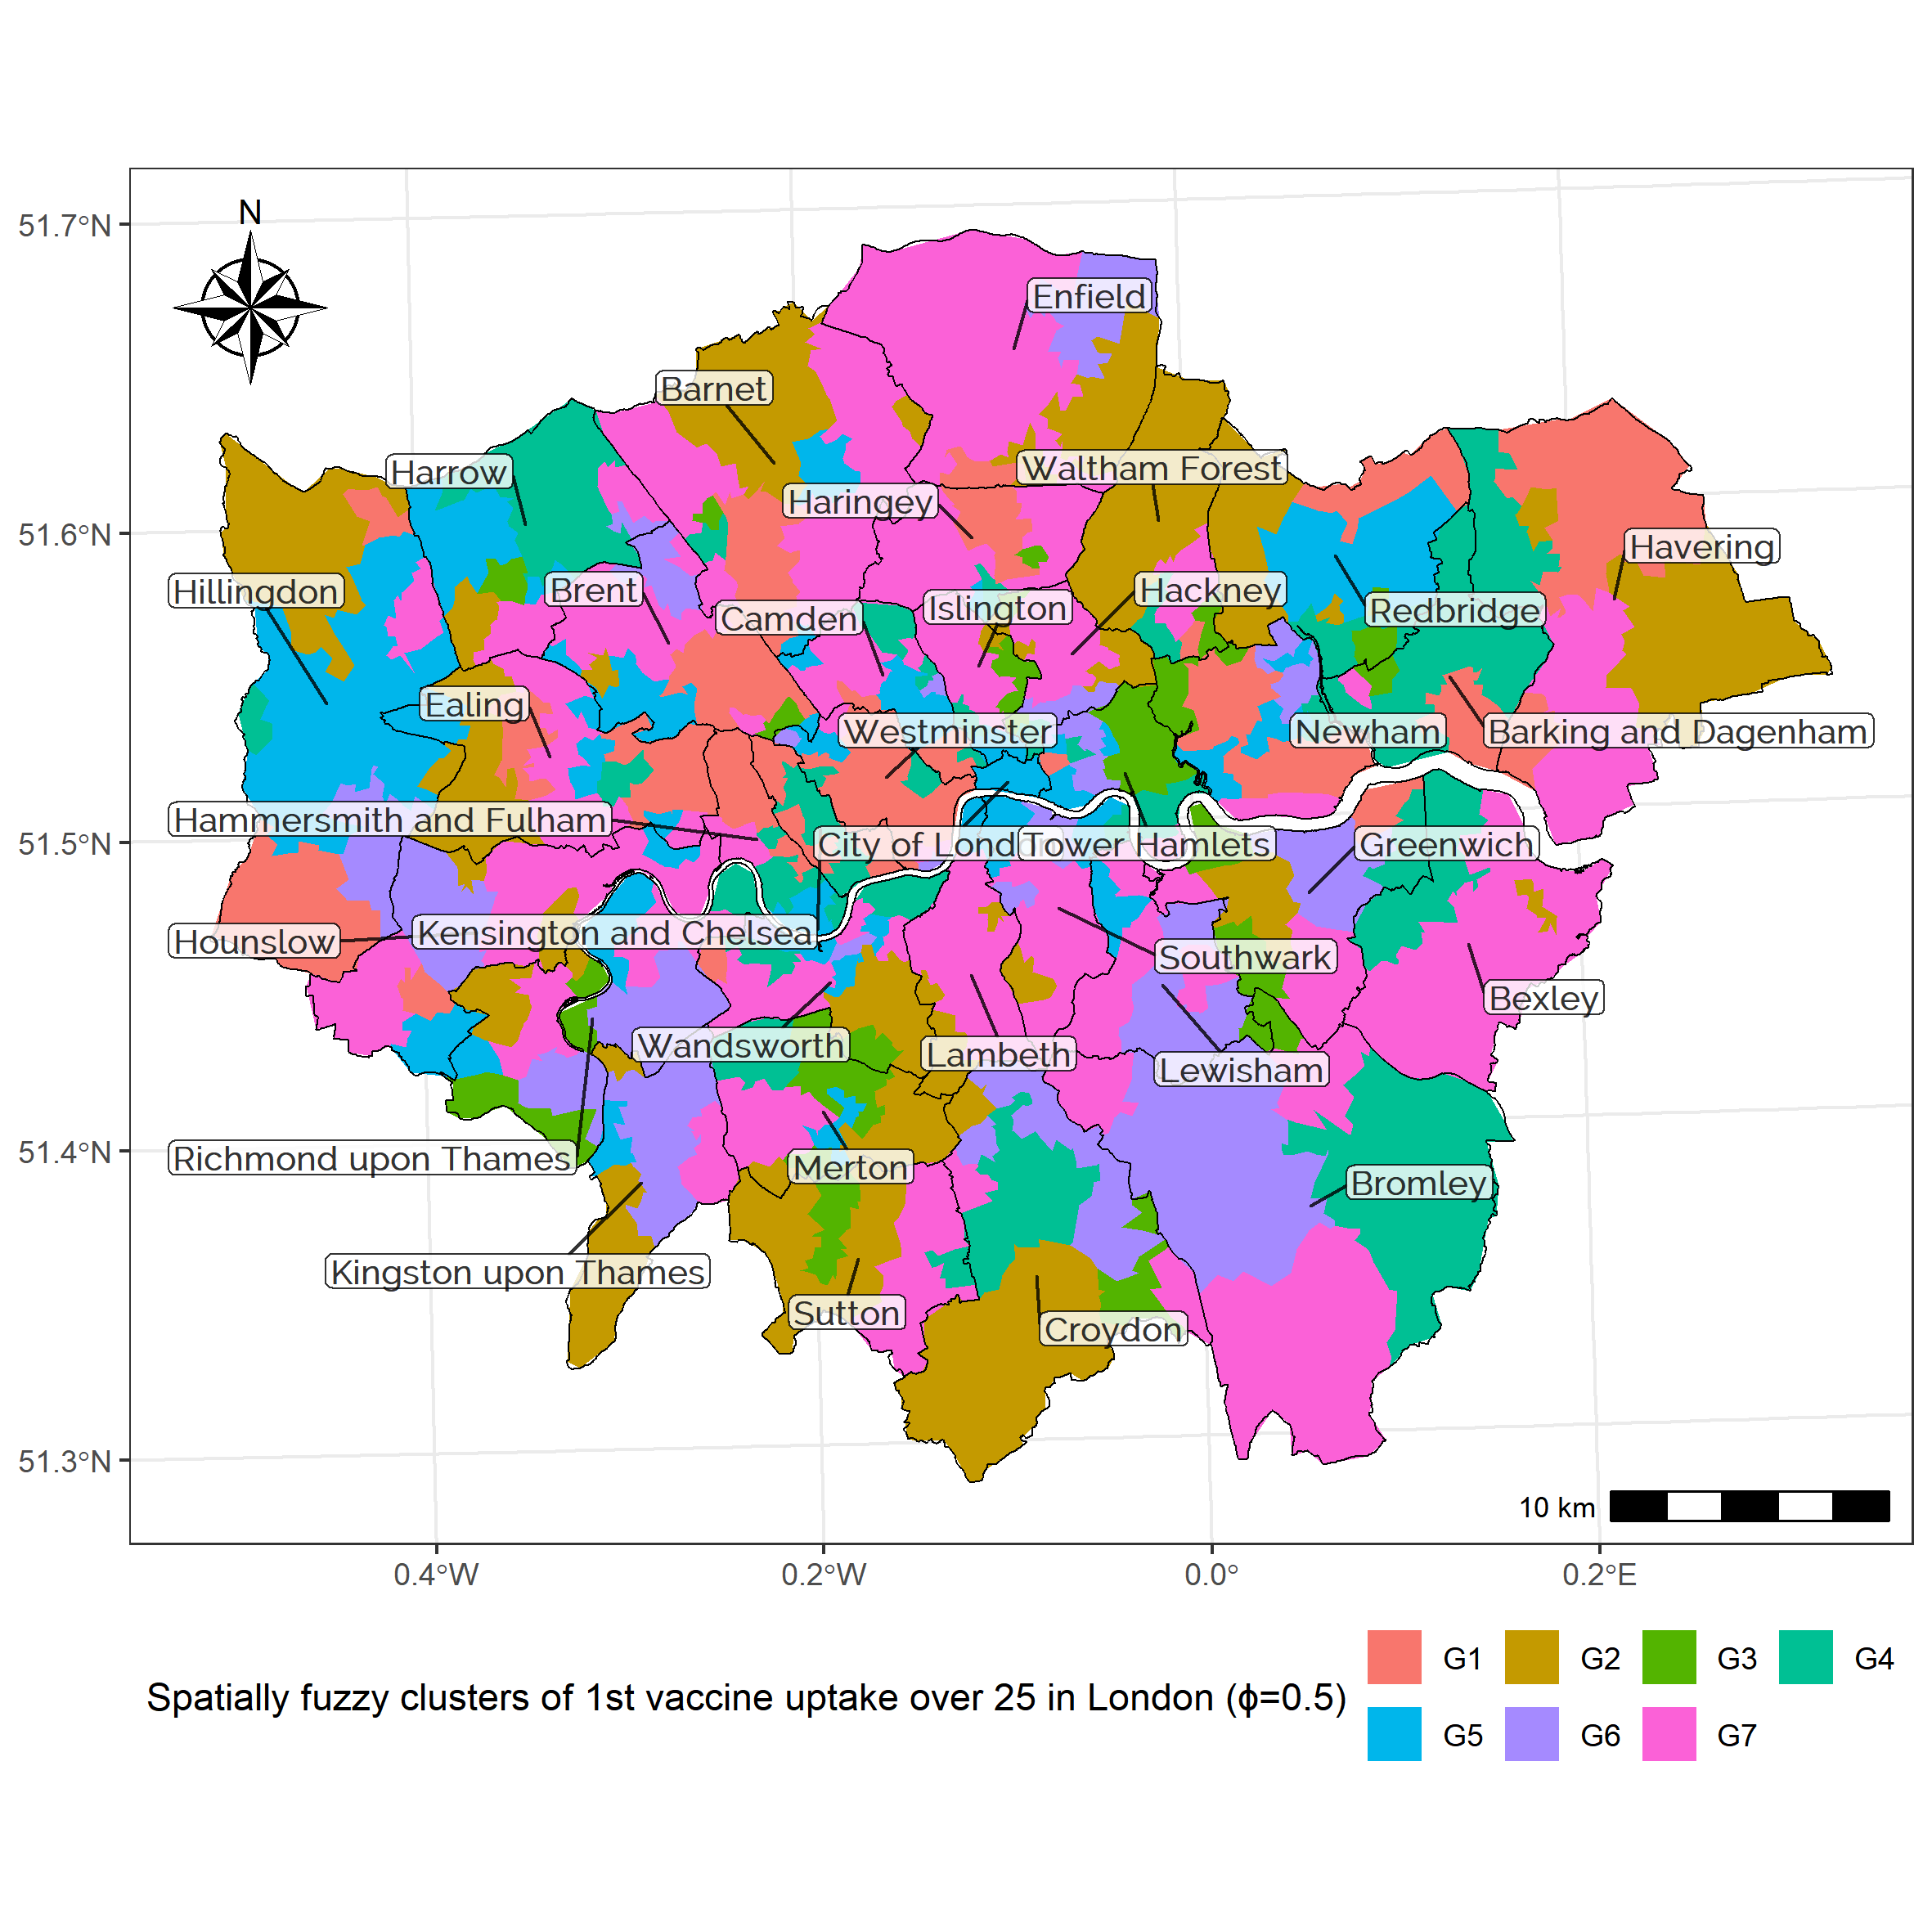 N
51.7°N
51.6°N
51.5°N
51.4°N
51.3°N
Enfield
Barnet
Harrow
Waltham Forest
Haringey
Havering
Hillingdon
Brent
Hackney
Islington
Redbridge
Camden
Ealing
Westminster
Newham
Barking and Dagenham
Hammersmith and Fulham
City of Lond
Tower Hamlets
Greenwich
Kensington and Chelsea
Hounslow
Southwark
Bexley
Wandsworth
Lambeth
Lewisham
Richmond upon Thames
Merton
Bromley
Kingston upon Thames
Sutton
Croydon
10 km
0.4°W
0.2°W
0.0°
0.2°E
Spatially fuzzy clusters of 1st vaccine uptake over 25 in London (ϕ=0.5)
G1
G2
G3
G4
G5
G6
G7